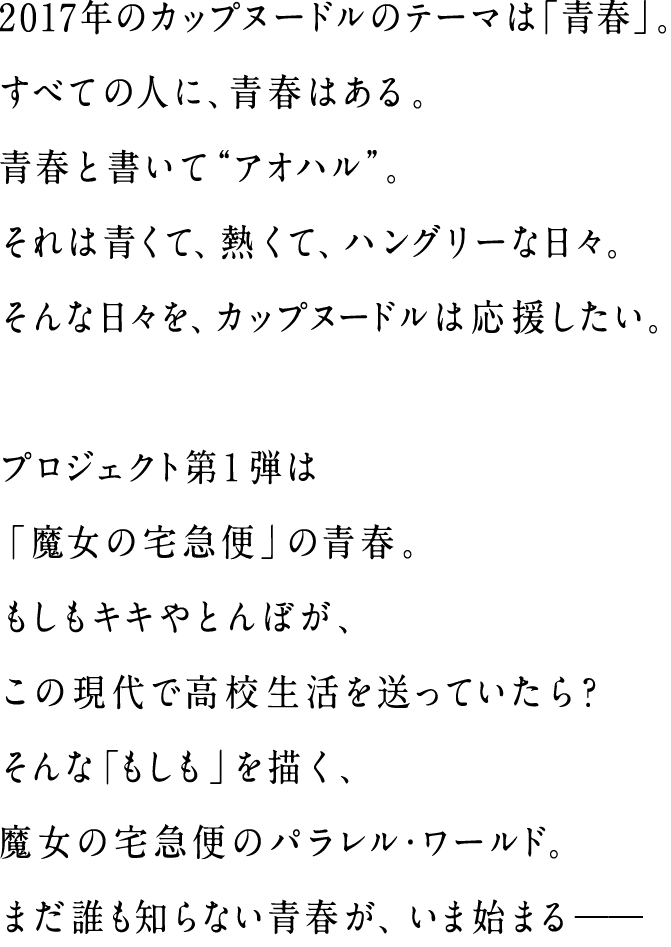 2017年のカップヌードルのテーマは「青春」。
すべての人に、青春はある。
青春と書いて“アオハル”。
それは青くて、熱くて、ハングリーな日々。
そんな日々を、カップヌードルは応援したい。
プロジェクト第1弾は
「魔女の宅急便」の青春。
もしもキキやとんぼが、
この現代で高校生活を送っていたら?
そんな「もしも」を描く、
魔女の宅急便のパラレル・ワールド。
まだ誰も知らない青春が、いま始まる——